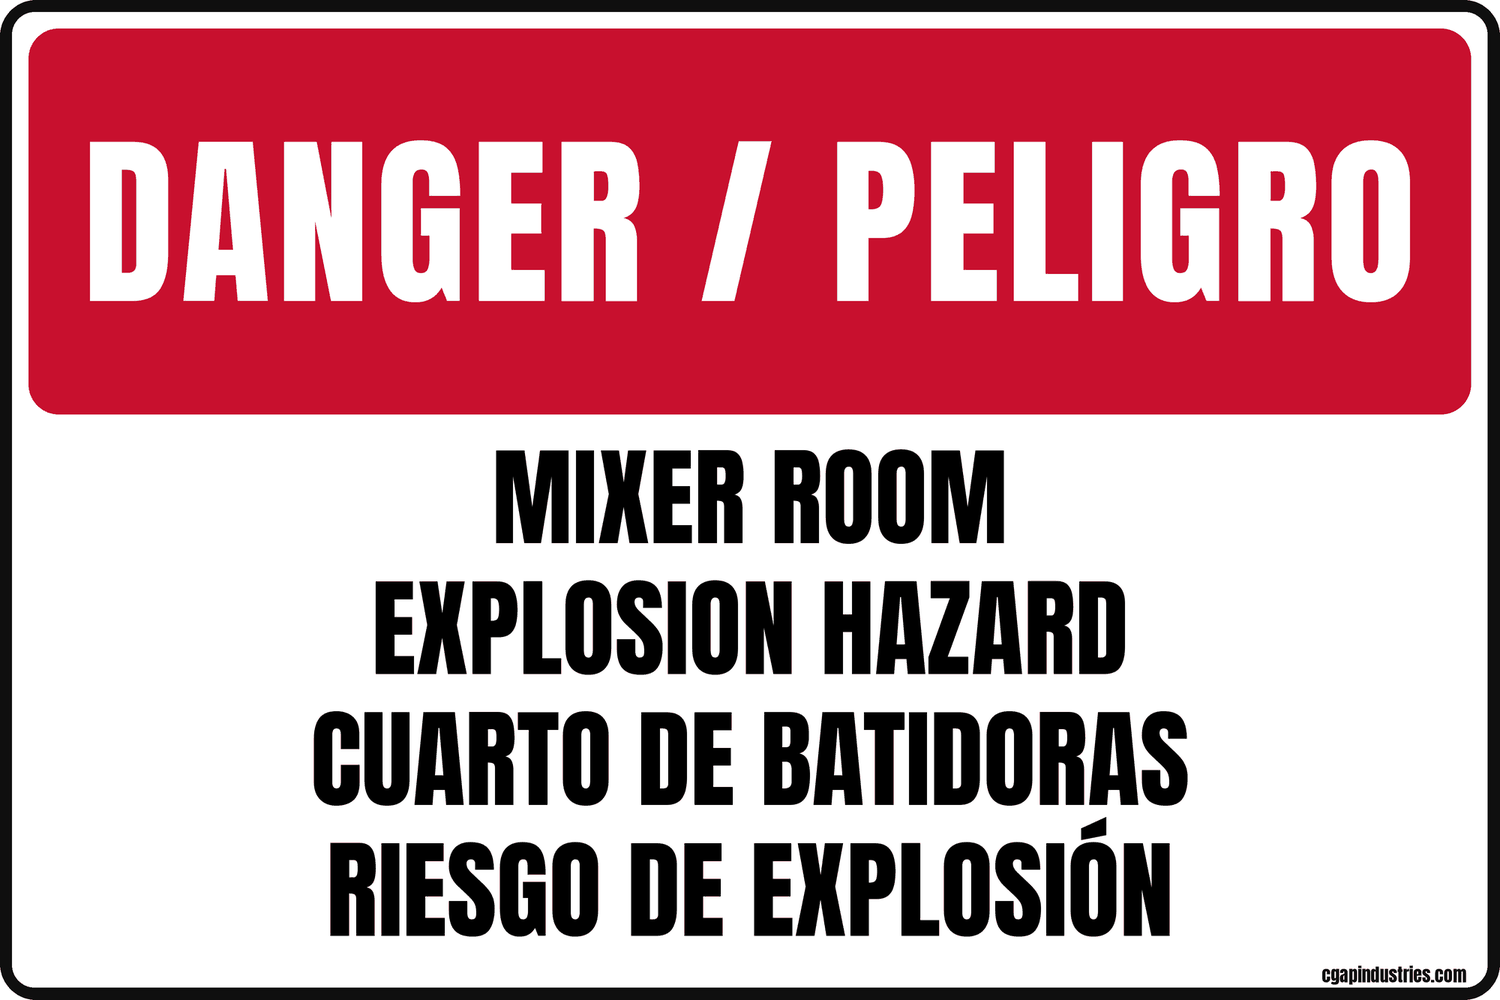 DANGER / PELIGRO
MIXER ROOM
EXPLOSION HAZARD
CUARTO DE BATIDORAS
RIESGO DE EXPLOSIÓN
cgapindustries.com